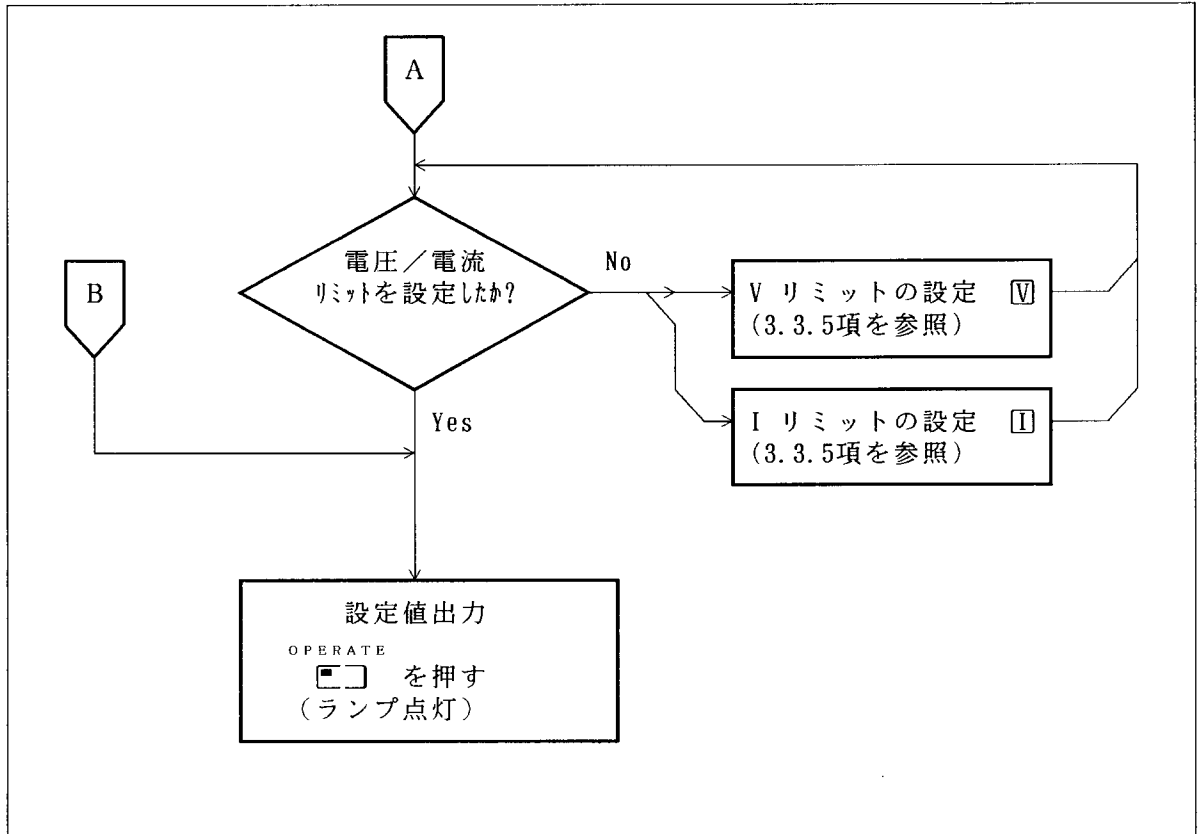 A
電圧／電流
リミットを設定したか?
No
B
V リミットの設定 V
(3.3.5項を参照)
I リミットの設定 I
(3.3.5項を参照)
Yes
設定値出力
OPERATE
を押す
(ランプ点灯)